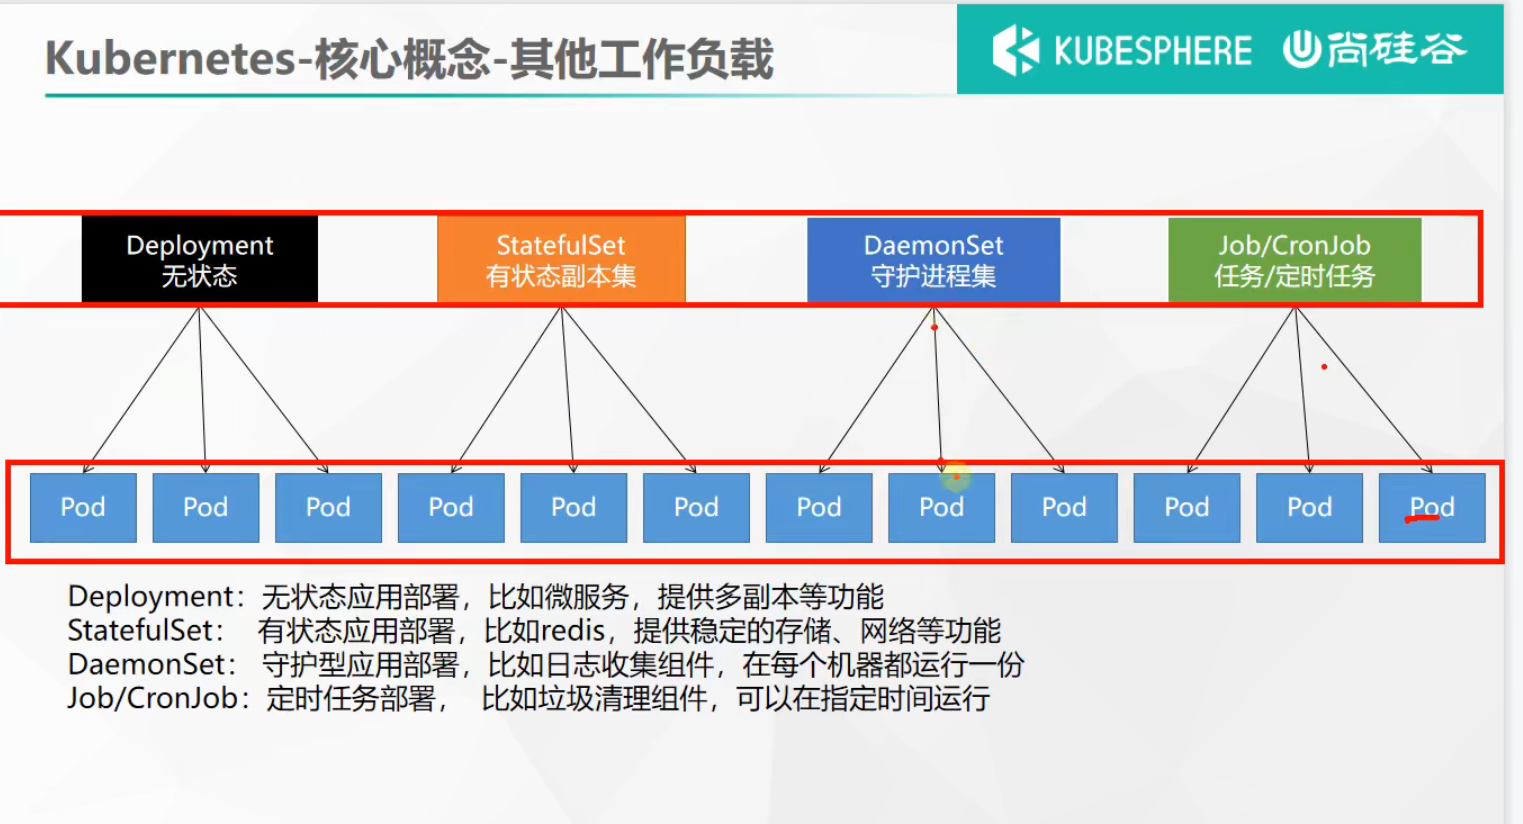 Kubernetes-核心概念-其他工作负载
KUBESPHERE 尚硅谷
Deployment
无状态
StatefulSet
有状态副本集
DaemonSet
守护进程集
Job/CronJob
任务/定时任务
Pod Pod Pod Pod Pod Pod Pod Pod Pod Pod Pod Pod
Deployment：无状态应用部署，比如微服务，提供多副本等功能
StatefulSet：有状态应用部署，比如redis，提供稳定的存储、网络等功能
DaemonSet：守护型应用部署，比如日志收集组件，在每个机器都运行一份
Job/CronJob：定时任务部署，比如垃圾清理组件，可以在指定时间运行